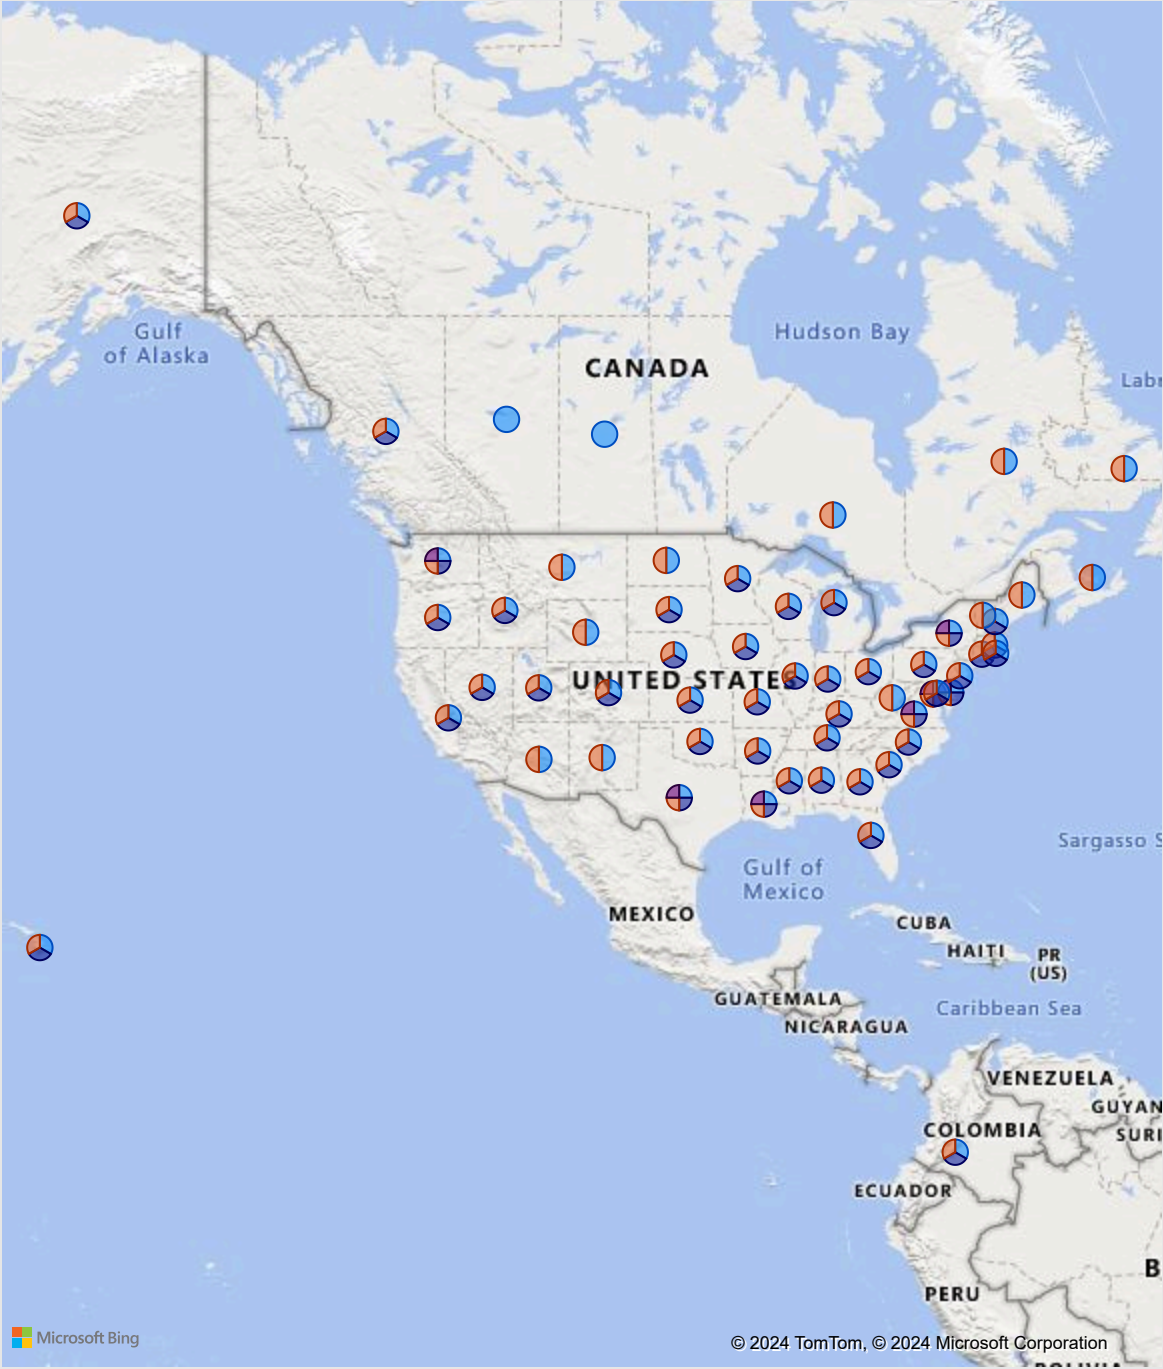 Gulf
of Alaska
Hudson Bay
CANADA
Labr
UNITED STATES
Gulf of
Mexico
Sargasso S
MEXICO
CUBA
HAITI
PR
(US)
GUATEMALA
Caribbean Sea
NICARAGUA
VENEZUELA
GUYAN
COLOMBIA
SURI
ECUADOR
B
PERU
Microsoft Bing
© 2024 TomTom, © 2024 Microsoft Corporation
BOLIVIA